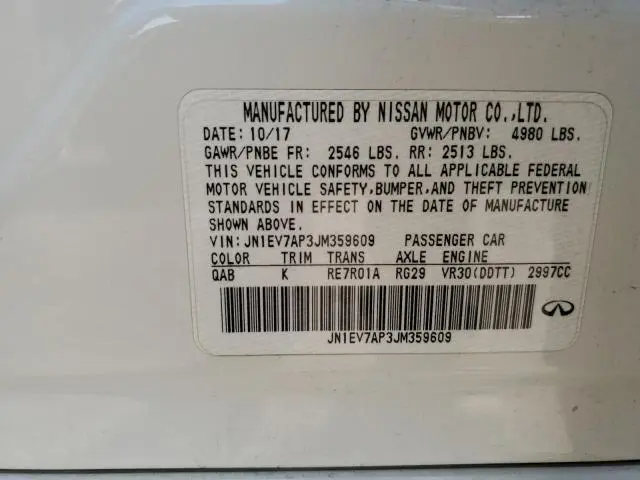 MANUFACTURED BY NISSAN MOTOR CO.,LTD.
DATE: 10/17 GVWR/PNBV: 4980 LBS.
GAWR/PNBE FR: 2546 LBS. RR: 2513 LBS.
THIS VEHICLE CONFORMS TO ALL APPLICABLE FEDERAL
MOTOR VEHICLE SAFETY,BUMPER,AND THEFT PREVENTION
STANDARDS IN EFFECT ON THE DATE OF MANUFACTURE
SHOWN ABOVE.
VIN: JN1EV7AP3JM359609 PASSENGER CAR
COLOR TRIM TRANS AXLE ENGINE
QAB K RE7R01A RG29 VR30(DDTT) 2997CC
JN1EV7AP3JM359609